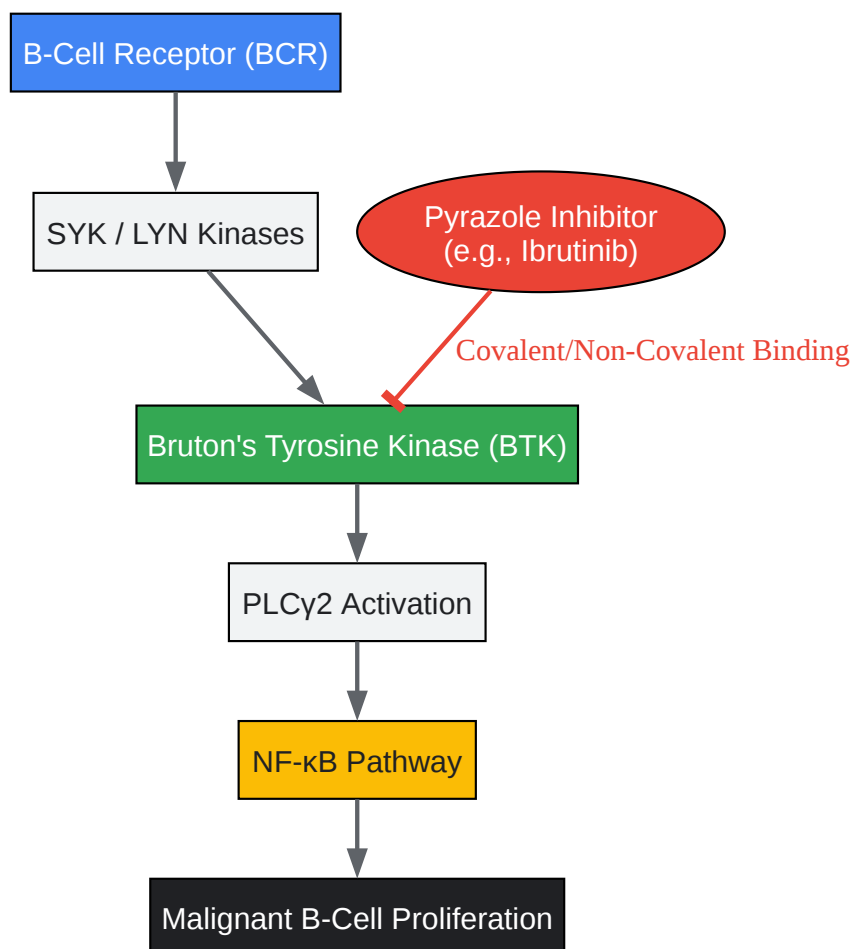 B-Cell Receptor (BCR)
SYK / LYN Kinases
Pyrazole Inhibitor
(e.g., Ibrutinib)
Covalent/Non-Covalent Binding
Bruton's Tyrosine Kinase (BTK)
PLCγ2 Activation
NF-κB Pathway
Malignant B-Cell Proliferation